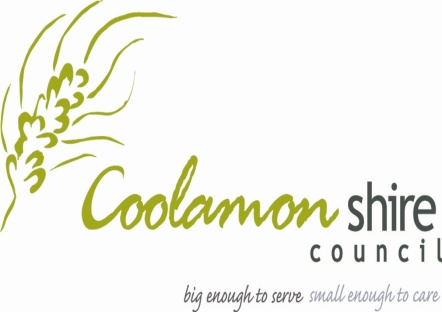 Coolamon shire
council
big enough to serve small enough to care